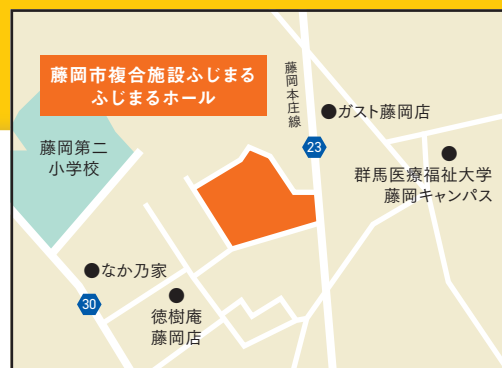 藤岡市複合施設ふじまる
ふじまるホール
藤岡本庄線
ガスト藤岡店
藤岡第二
小学校
23
群馬医療福祉大学
藤岡キャンパス
なか乃家
30
徳樹庵
藤岡店